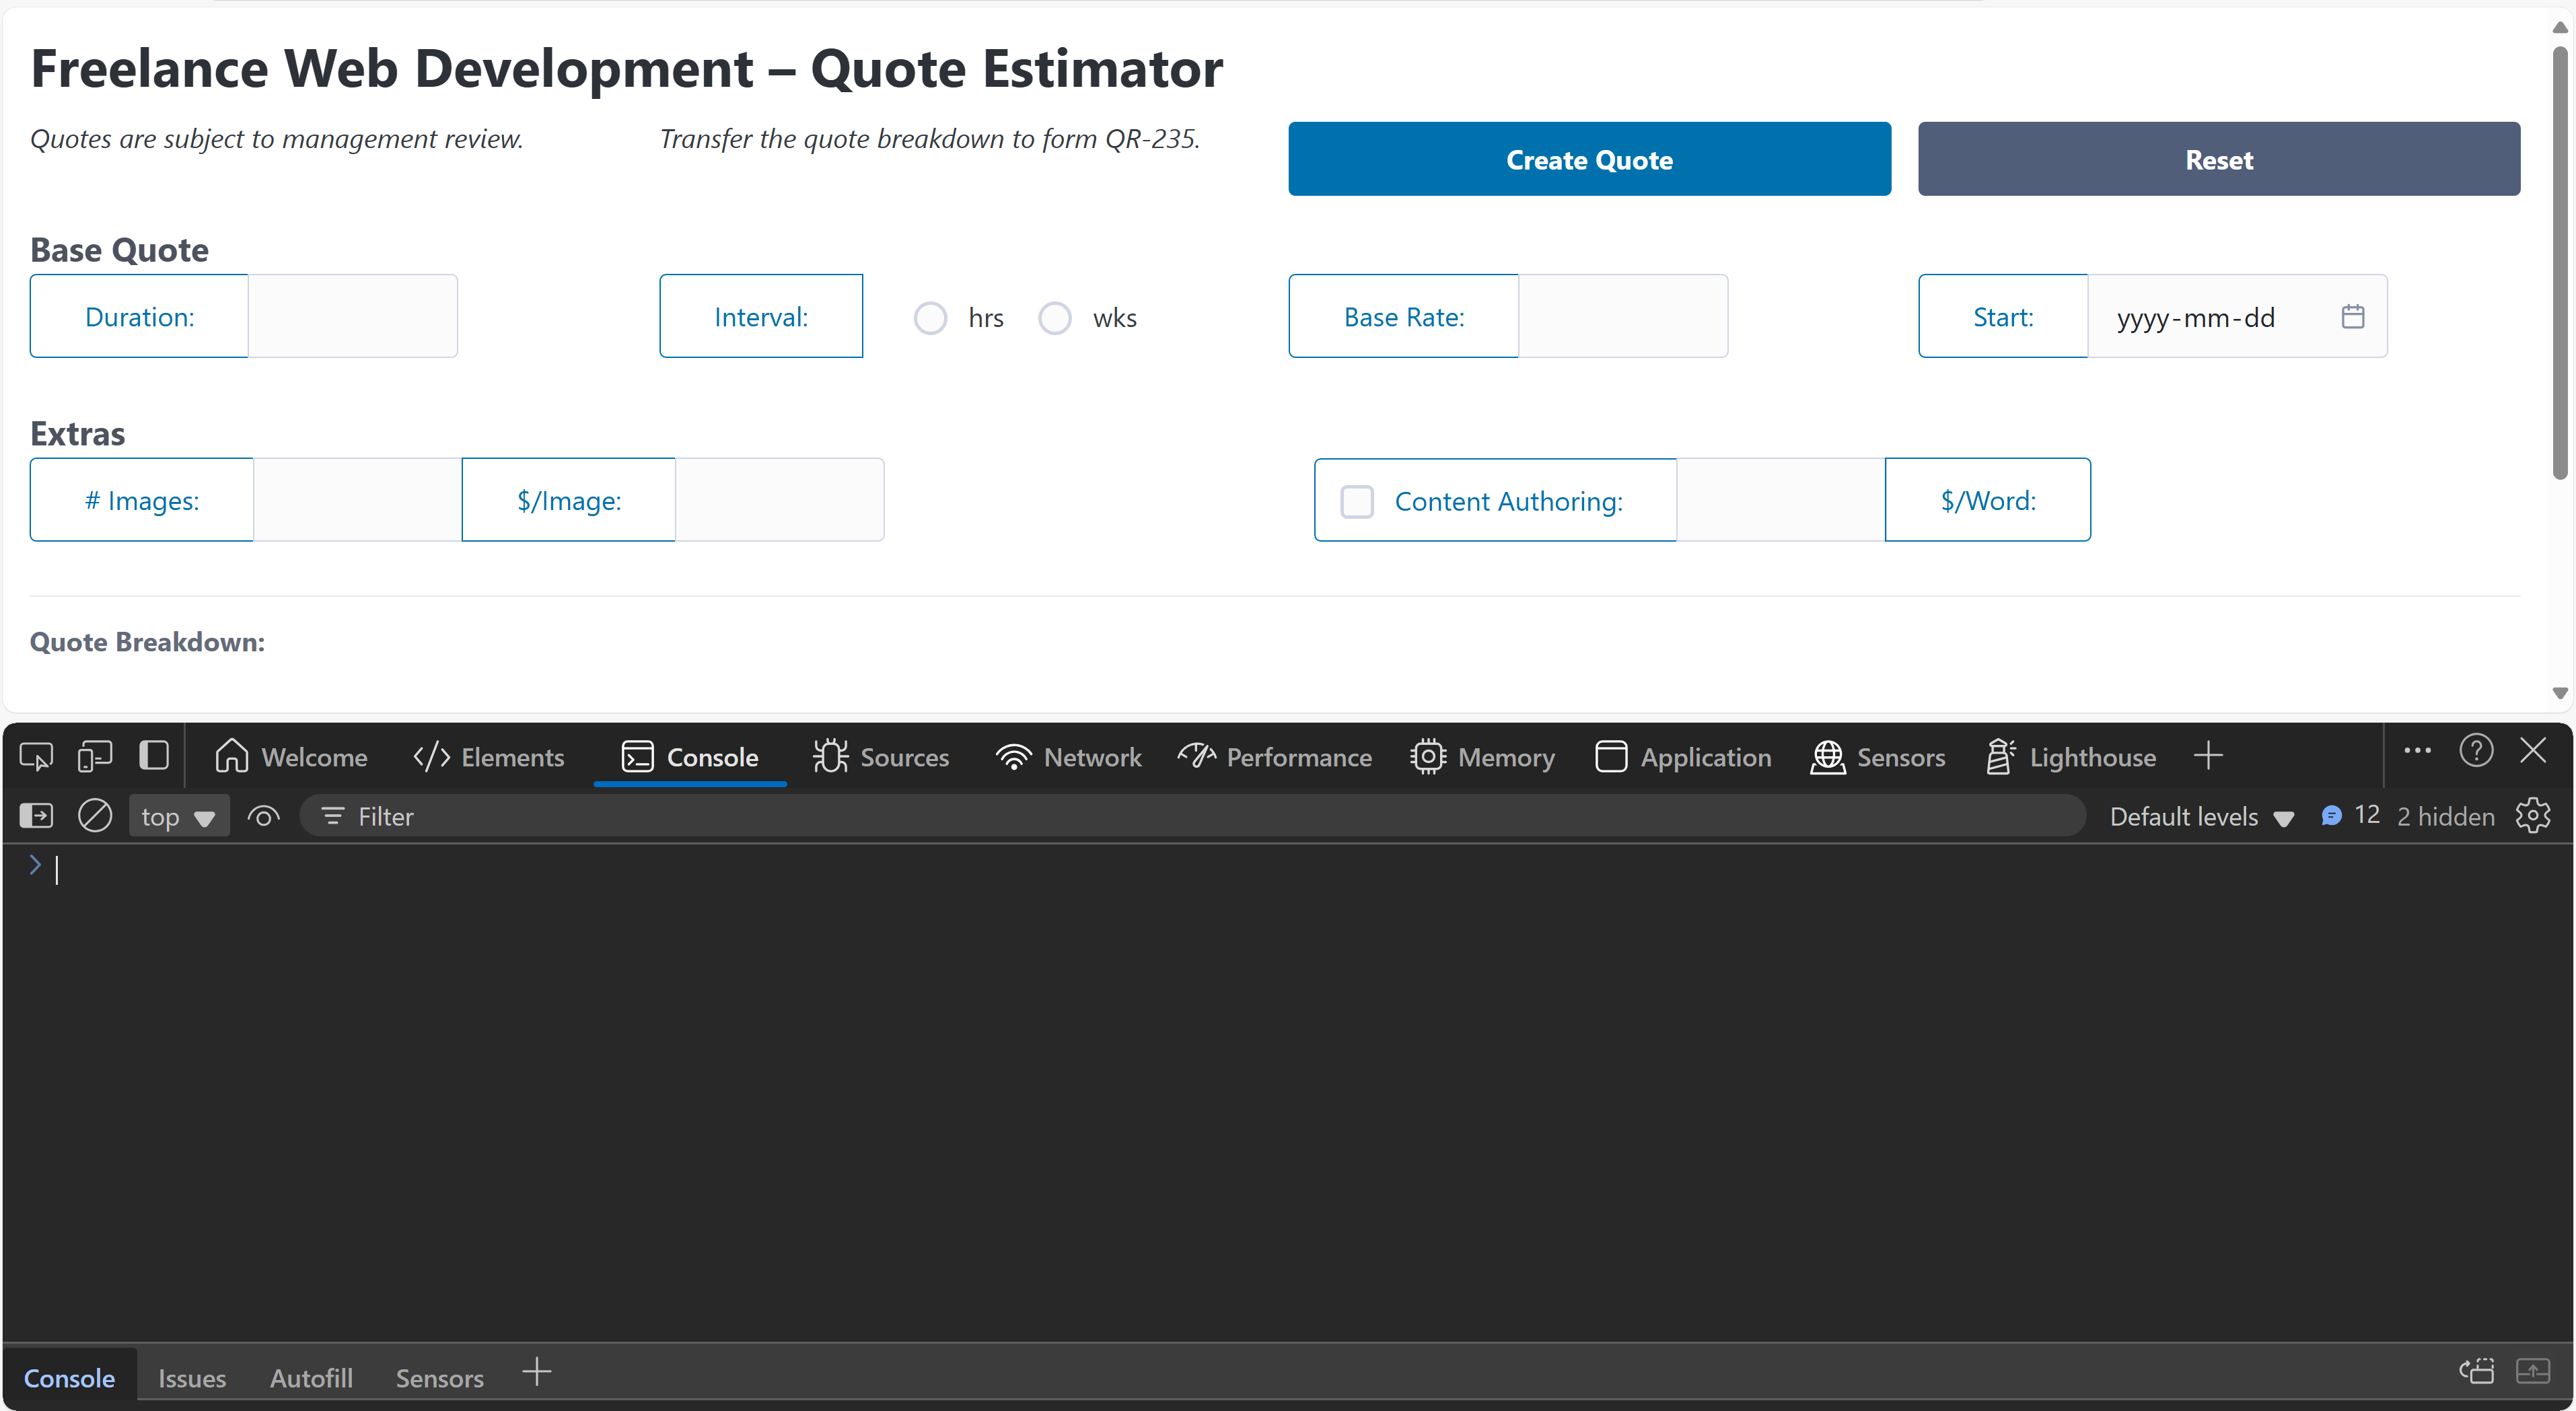 Freelance Web Development – Quote Estimator
Quotes are subject to management review. Transfer the quote breakdown to form QR-235. Create Quote Reset
Base Quote
Duration: Interval: hrs wks Base Rate: Start: yyyy-mm-dd
Extras
# Images: $/Image: Content Authoring: $/Word:
Quote Breakdown:
Welcome Elements Console Sources Network Performance Memory Application Sensors Lighthouse
top Filter Default levels 12 2 hidden
Console Issues Autofill Sensors